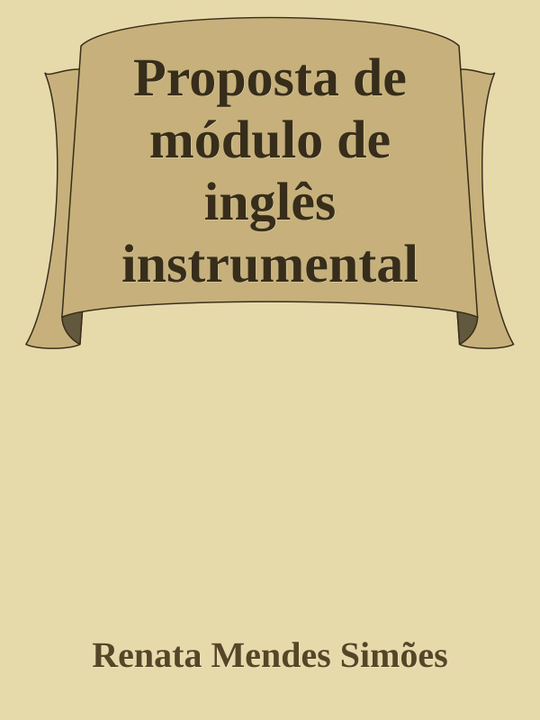 Proposta de
módulo de
inglês
instrumental
Renata Mendes Simões